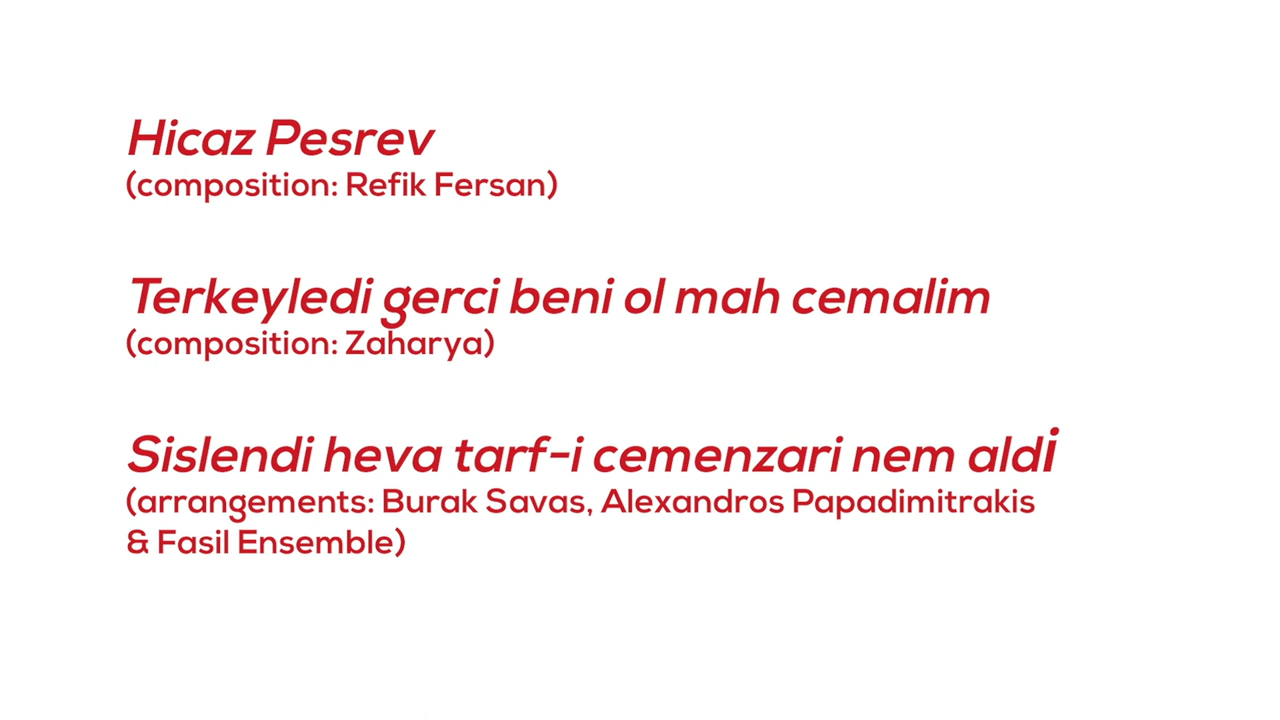 Hicaz Pesrev
(composition: Refik Fersan)
Terkeyledi gerci beni ol mah cemalim
(composition: Zaharya)
Sislendi heva tarf-i cemenzari nem aldi
(arrangements: Burak Savas, Alexandros Papadimitrakis
& Fasil Ensemble)